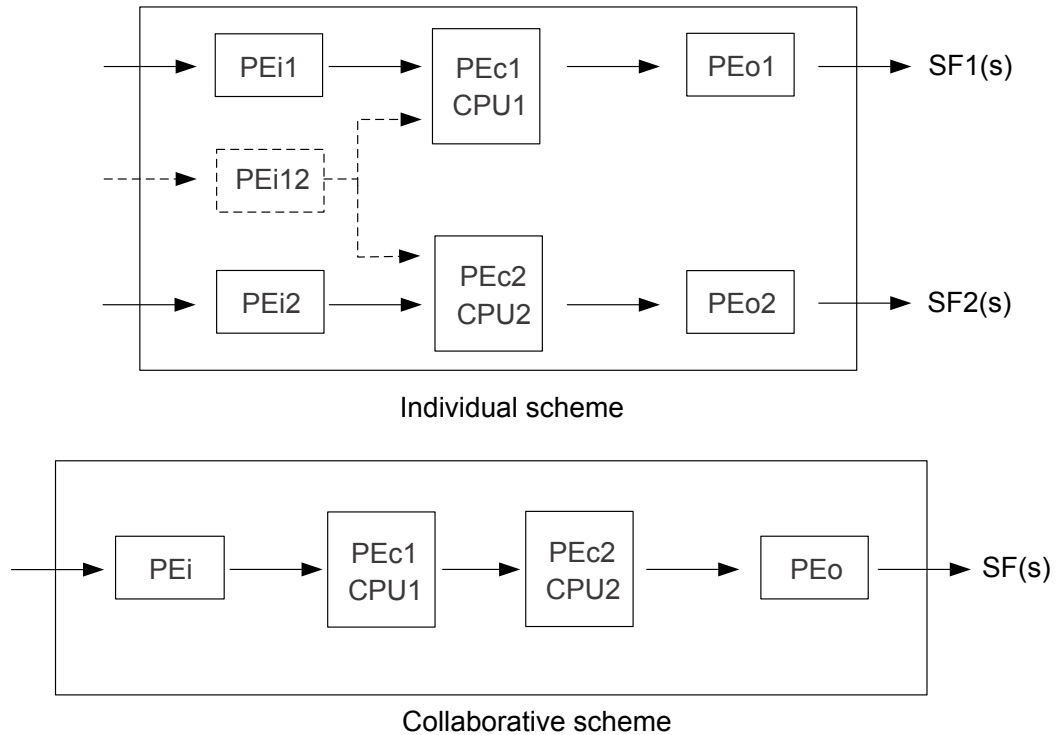 PEi1
PEc1
CPU1
PEo1
SF1(s)
PEi12
PEi2
PEc2
CPU2
PEo2
SF2(s)
Individual scheme
PEi
PEc1
CPU1
PEc2
CPU2
PEo
SF(s)
Collaborative scheme